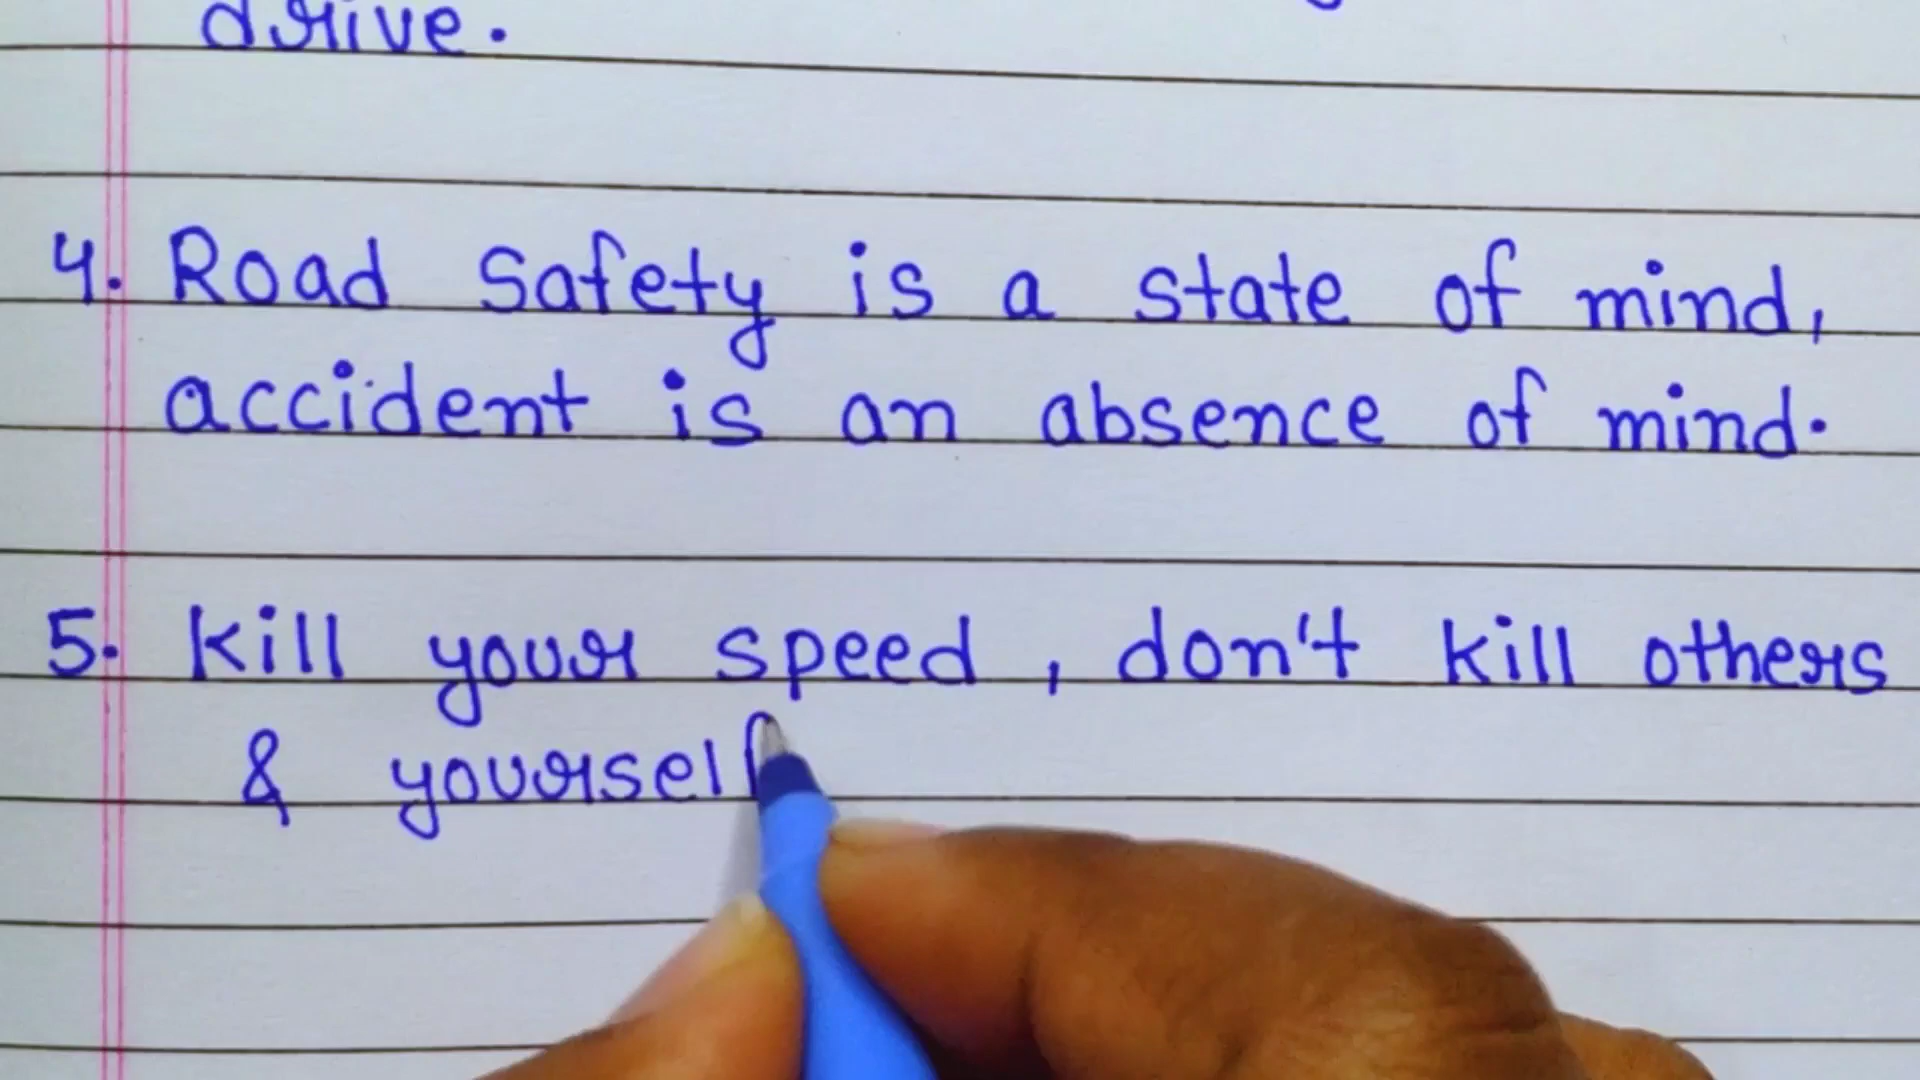 drive.
4. Road Safety is a state of mind,
accident is an absence of mind.
5. Kill your speed, don't kill others
& yourself